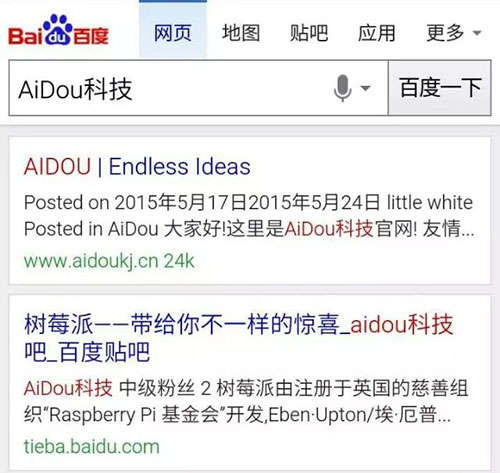 Bai du 百度 网页 地图 贴吧 应用 更多
AiDou科技 百度一下
AIDOU | Endless Ideas
Posted on 2015年5月17日2015年5月24日 little white
Posted in AiDou 大家好!这里是AiDou科技官网! 友情...
www.aidoukj.cn 24k
树莓派——带给你不一样的惊喜_aidou科技
吧_百度贴吧
AiDou科技 中级粉丝 2 树莓派由注册于英国的慈善组
织“Raspberry Pi 基金会”开发,Eben·Upton/埃·厄普...
tieba.baidu.com